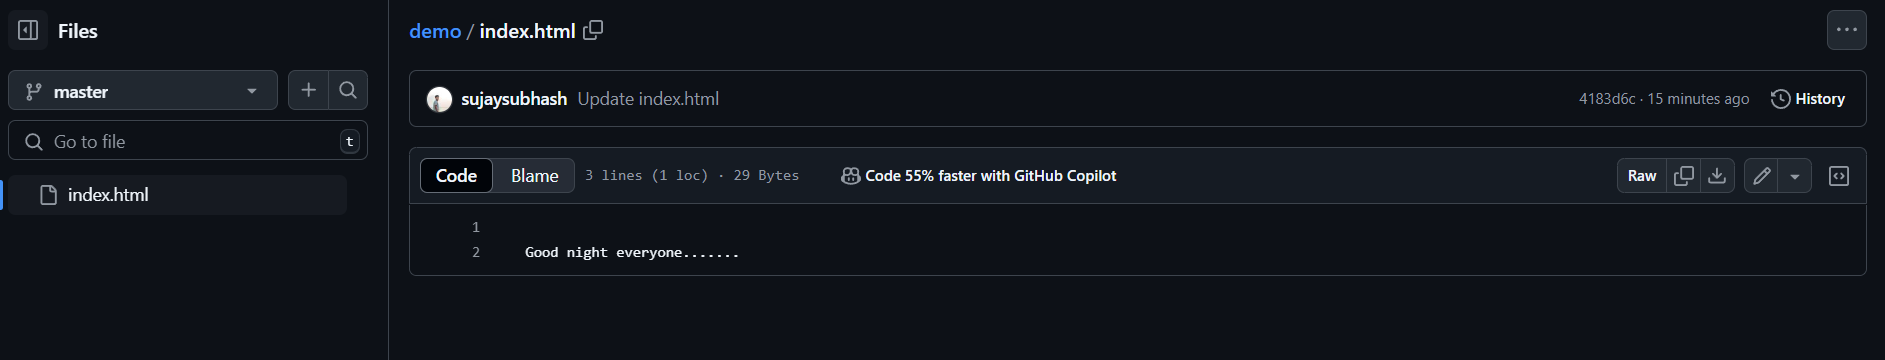 Files
master
Go to file
t
index.html
demo / index.html
sujaysubhash Update index.html
4183d6c · 15 minutes ago
History
Code
Blame
3 lines (1 loc) · 29 Bytes
Code 55% faster with GitHub Copilot
Raw
1
2 Good night everyone.......